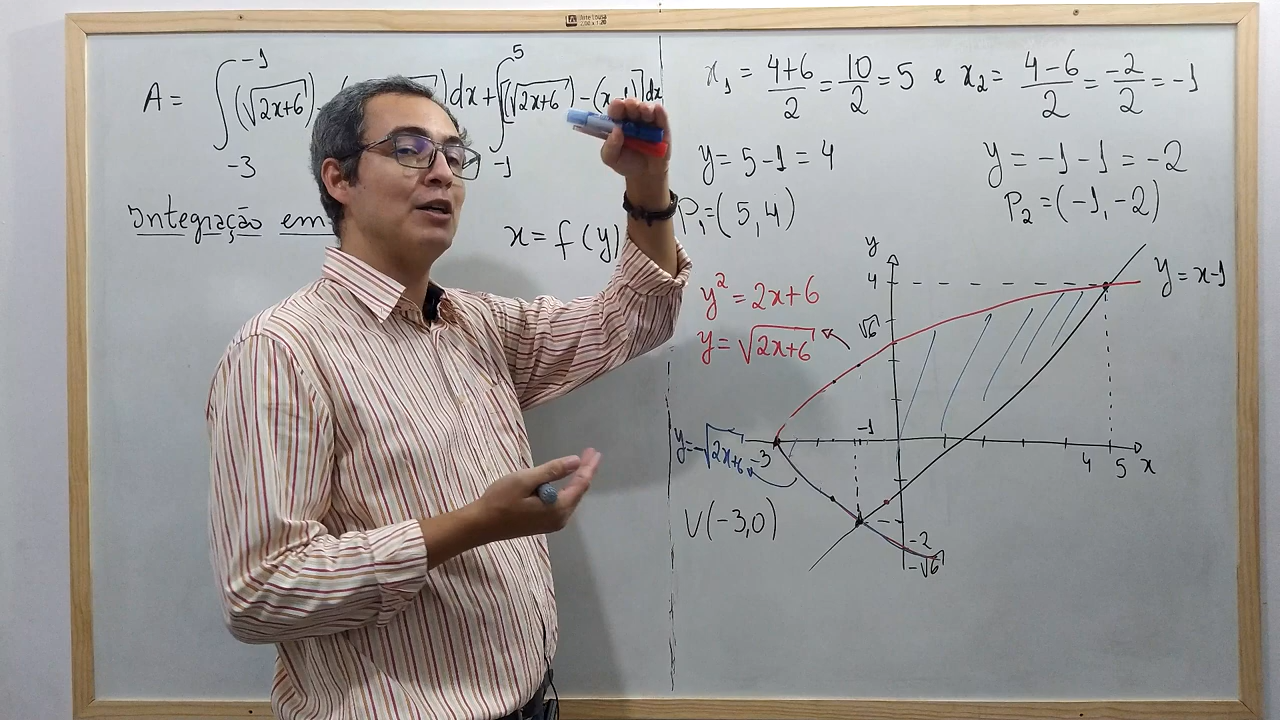 A = ∫ -3 -1 (√2x+6) - ( ) dx + ∫ -1 5 [(√2x+6) - (x-1)] dx
Integração em
x = f(y)
x₁ = 4+6/2 = 10/2 = 5 e x₂ = 4-6/2 = -2/2 = -1
y = 5-1 = 4
y = -1-1 = -2
P₁ = (5,4)
P₂ = (-1,-2)
y² = 2x+6
y = √2x+6
y = -√2x+6
V(-3,0)
y
4
√6
y = x-1
-3
-1
4
5
x
-2
-√6